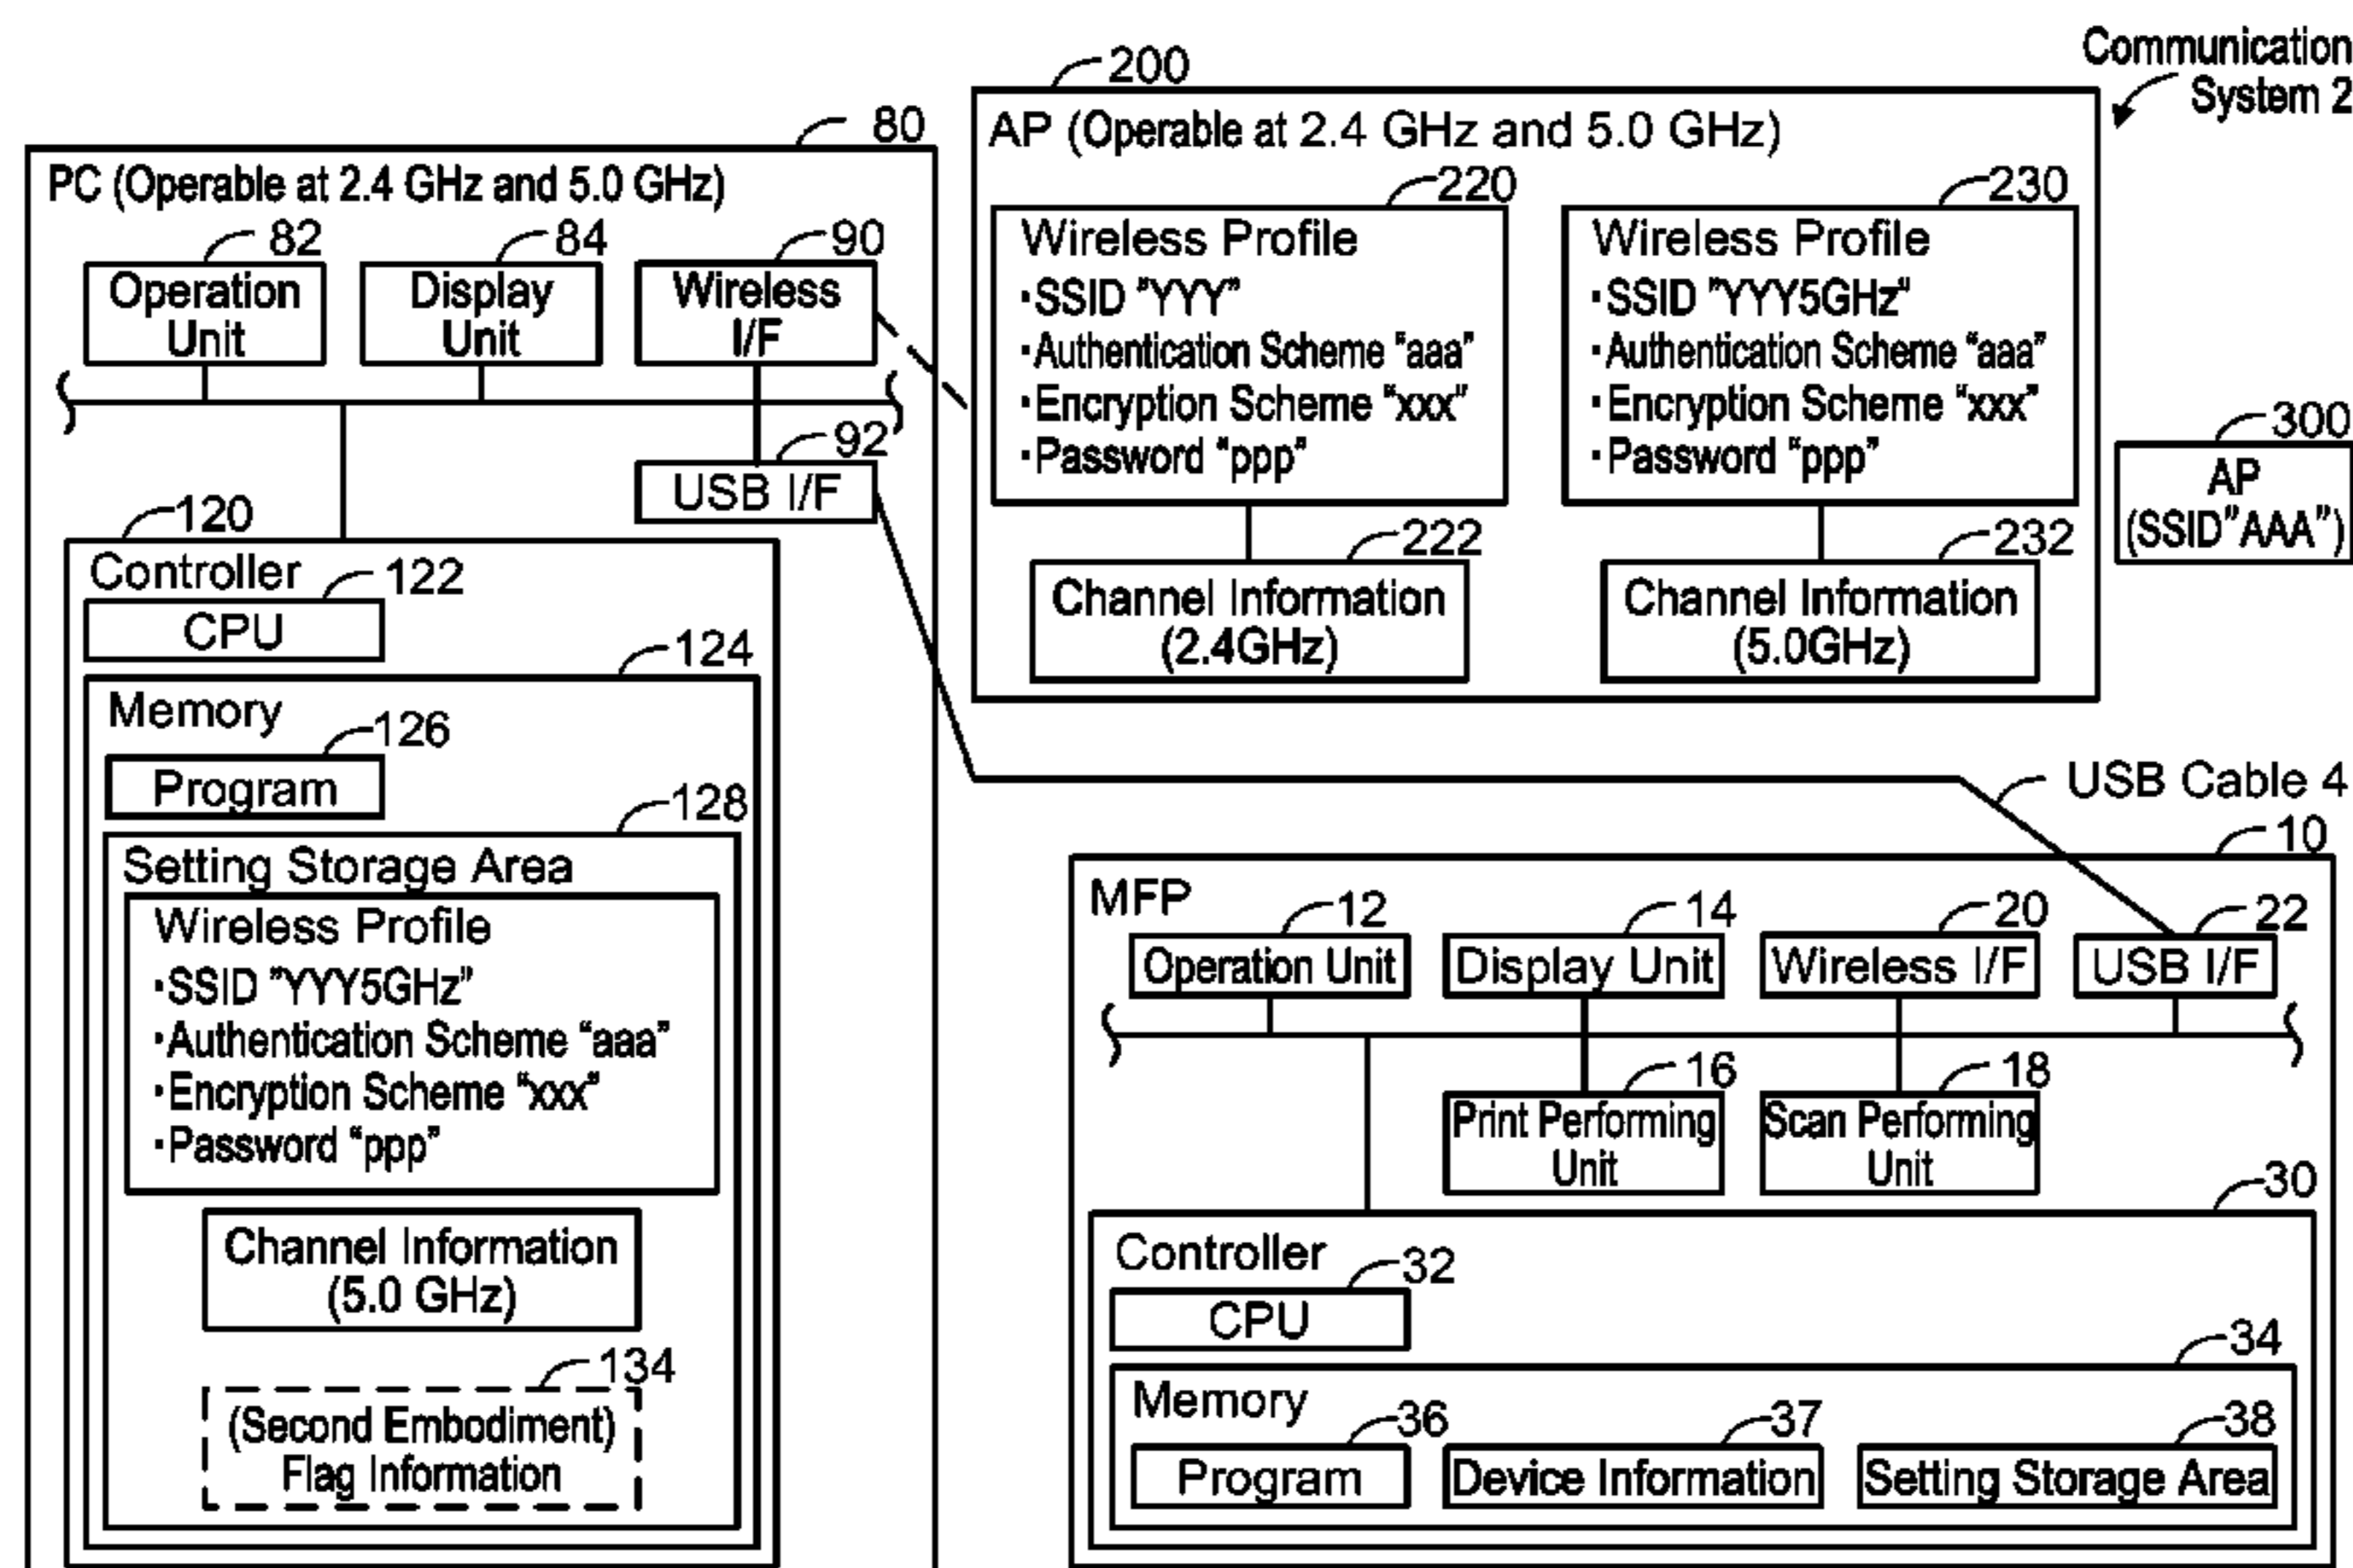 Communication
System 2
80
PC (Operable at 2.4 GHz and 5.0 GHz)
82
Operation
Unit
84
Display
Unit
90
Wireless
I/F
92
USB I/F
120
Controller
122
CPU
124
Memory
126
Program
128
Setting Storage Area
Wireless Profile
·SSID "YYY5GHz"
·Authentication Scheme "aaa"
·Encryption Scheme "xxx"
·Password "ppp"
Channel Information
(5.0 GHz)
134
(Second Embodiment)
Flag Information
200
AP (Operable at 2.4 GHz and 5.0 GHz)
220
Wireless Profile
·SSID "YYY"
·Authentication Scheme "aaa"
·Encryption Scheme "xxx"
·Password "ppp"
222
Channel Information
(2.4GHz)
230
Wireless Profile
·SSID "YYY5GHz"
·Authentication Scheme "aaa"
·Encryption Scheme "xxx"
·Password "ppp"
232
Channel Information
(5.0GHz)
300
AP
(SSID"AAA")
USB Cable 4
10
MFP
12
Operation Unit
14
Display Unit
20
Wireless I/F
22
USB I/F
16
Print Performing
Unit
18
Scan Performing
Unit
30
Controller
32
CPU
34
Memory
36
Program
37
Device Information
38
Setting Storage Area